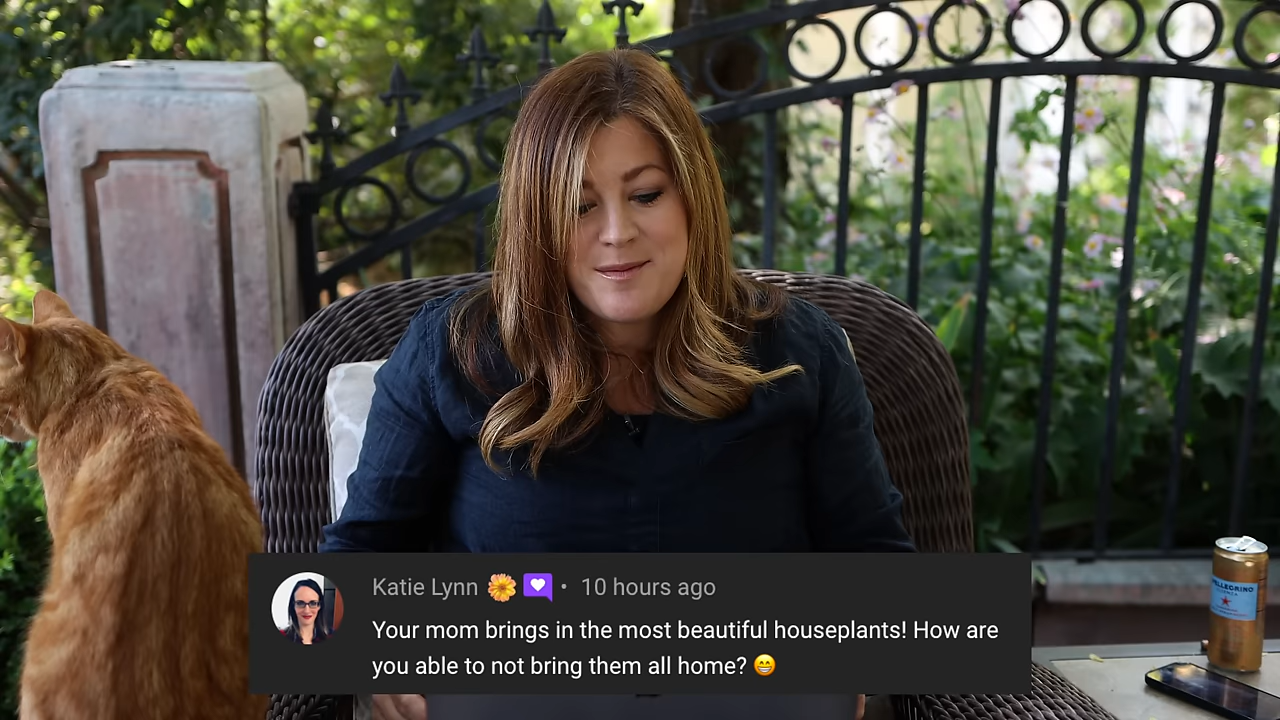 Katie Lynn 🌼 💜 • 10 hours ago
Your mom brings in the most beautiful houseplants! How are
you able to not bring them all home? 😁
PELLEGRINO